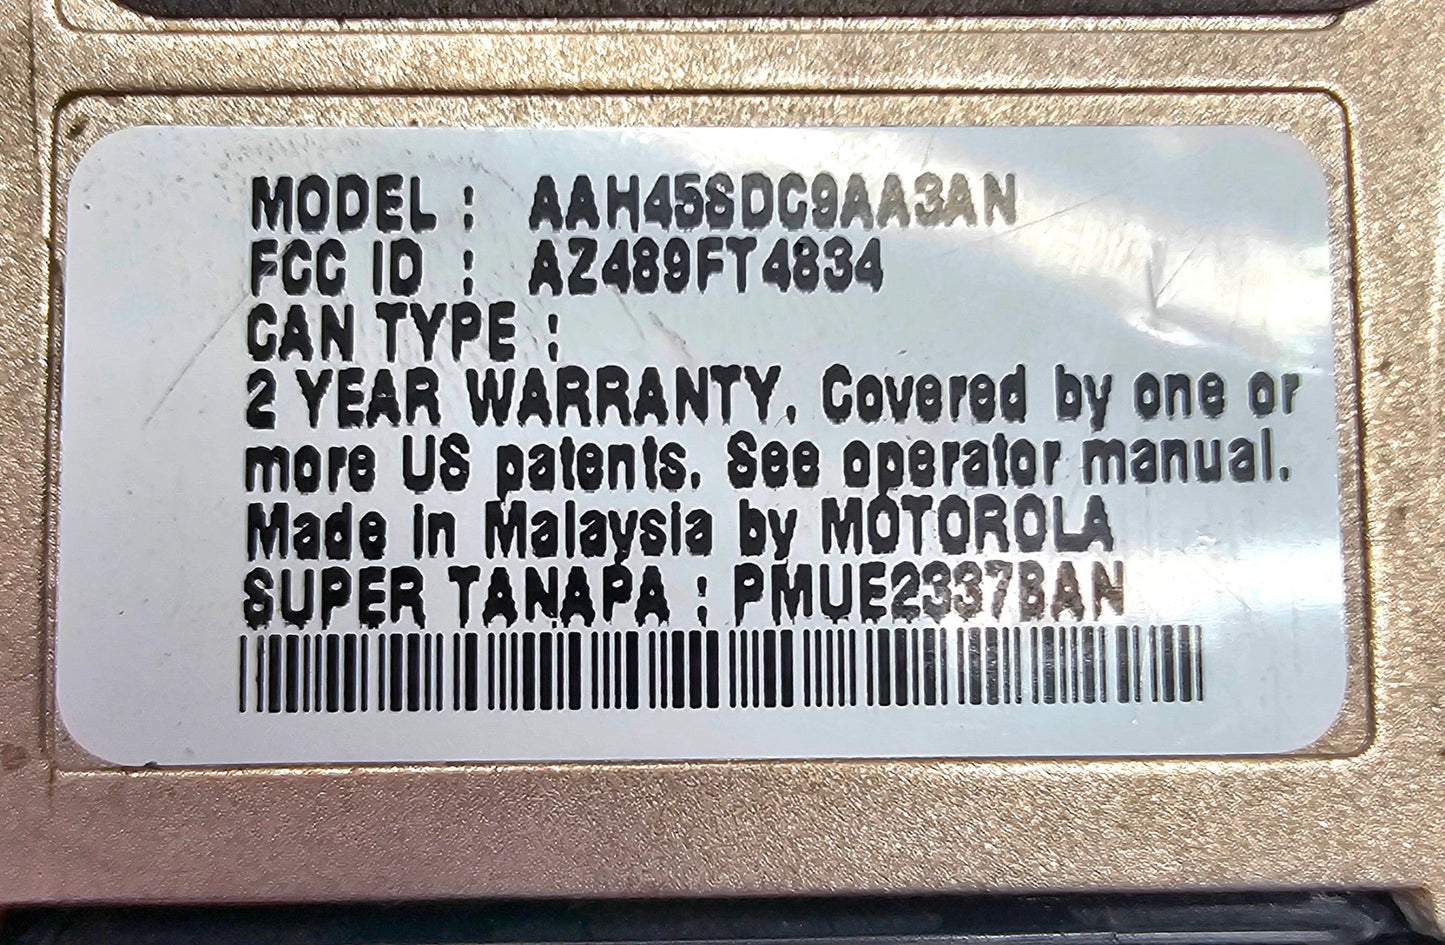 MODEL : AAH45SDC9AA3AN
FCC ID : AZ489FT4834
CAN TYPE :
2 YEAR WARRANTY. Covered by one or
more US patents. See operator manual.
Made in Malaysia by MOTOROLA
SUPER TANAPA : PMUE2337BAN